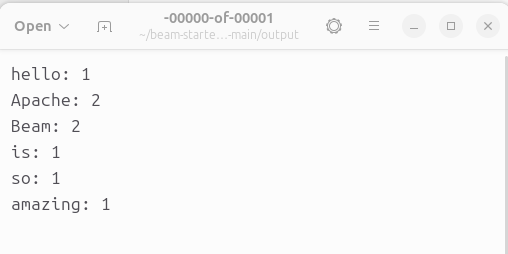 Open
-00000-of-00001
~/beam-starte…-main/output
hello: 1
Apache: 2
Beam: 2
is: 1
so: 1
amazing: 1